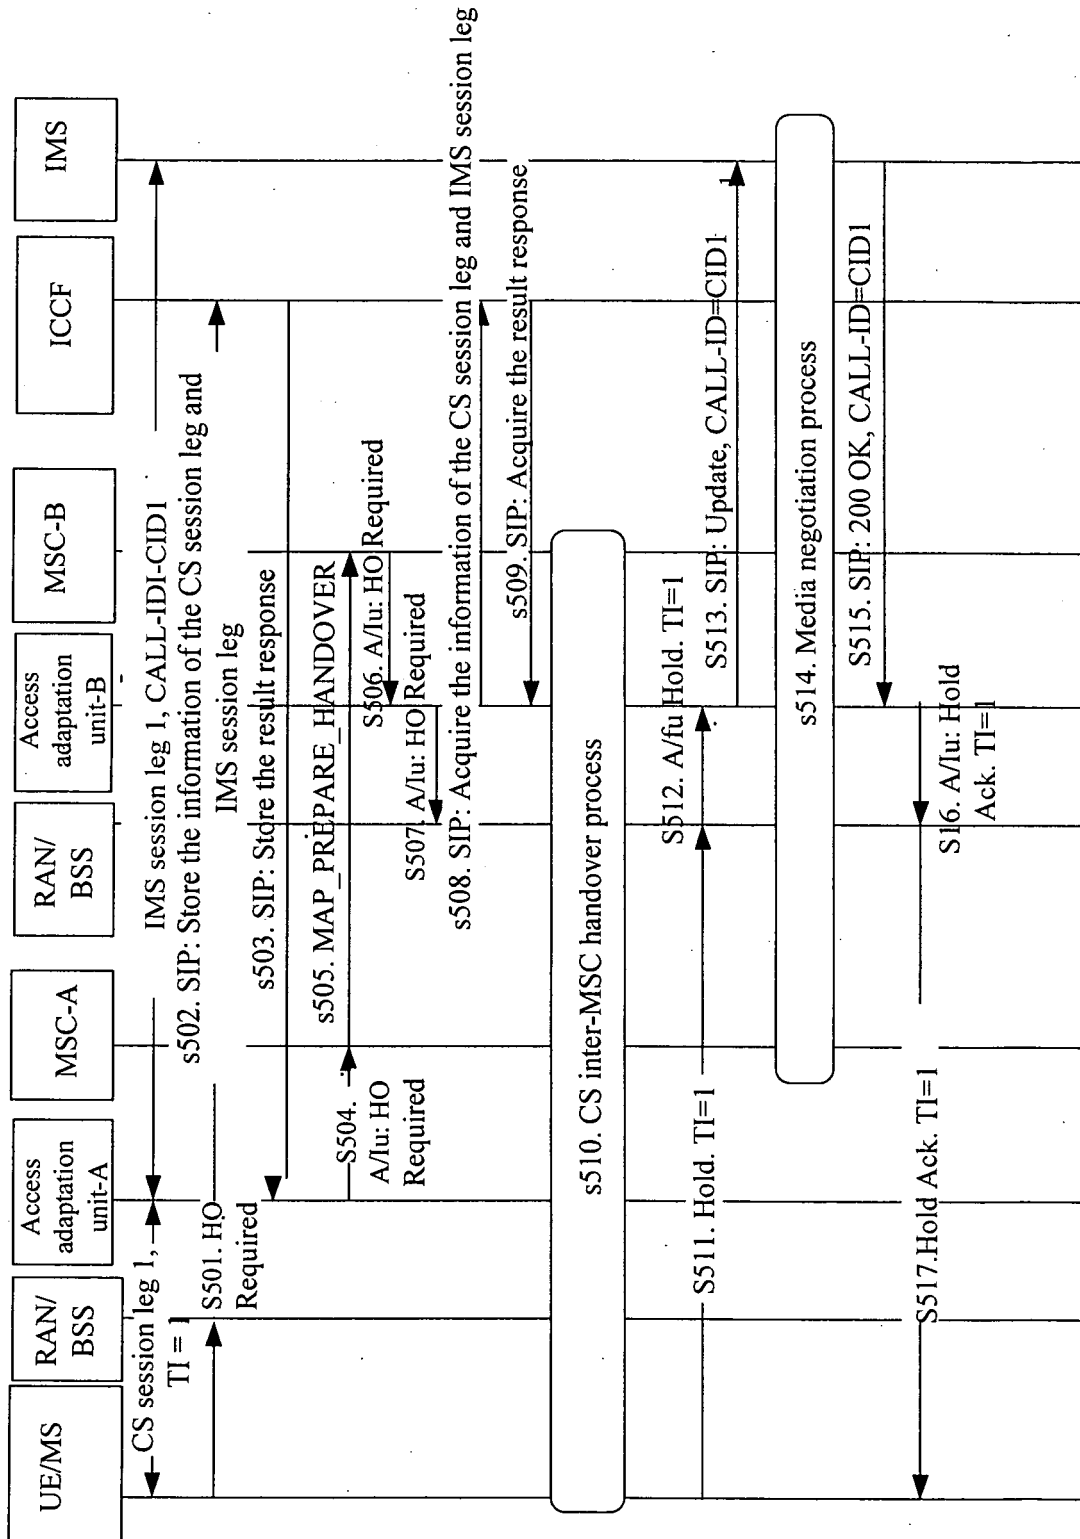 UE/MS
RAN/
BSS
Access
adaptation
unit-A
MSC-A
RAN/
BSS
Access
adaptation
unit-B
MSC-B
ICCF
IMS
CS session leg 1,
TI = 1
IMS session leg 1, CALL-IDI-CID1
s502. SIP: Store the information of the CS session leg and
IMS session leg
S501. HO
Required
s503. SIP: Store the result response
S504.
A/Iu: HO
Required
s505. MAP_PREPARE_HANDOVER
S506. A/Iu: HO Required
S507. A/Iu: HO Required
s508. SIP: Acquire the information of the CS session leg and IMS session leg
s509. SIP: Acquire the result response
s510. CS inter-MSC handover process
S511. Hold. TI=1
S512. A/fu Hold. TI=1
S513. SIP: Update, CALL-ID=CID1
1
s514. Media negotiation process
S515. SIP: 200 OK, CALL-ID=CID1
S16. A/Iu: Hold
Ack. TI=1
S517.Hold Ack. TI=1